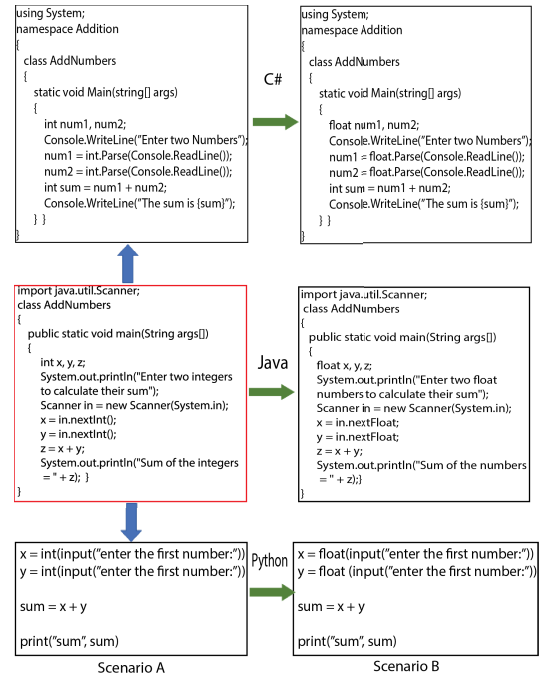 using System;
namespace Addition
{
class AddNumbers
{
static void Main(string[] args)
{
int num1, num2;
Console.WriteLine("Enter two Numbers");
num1 = int.Parse(Console.ReadLine());
num2 = int.Parse(Console.ReadLine());
int sum = num1 + num2;
Console.WriteLine("The sum is {sum}");
} }
}
C#
using System;
namespace Addition
{
class AddNumbers
{
static void Main(string[] args)
{
float num1, num2;
Console.WriteLine("Enter two Numbers");
num1 = float.Parse(Console.ReadLine());
num2 = float.Parse(Console.ReadLine());
int sum = num1 + num2;
Console.WriteLine("The sum is {sum}");
} }
}
import java.util.Scanner;
class AddNumbers
{
public static void main(String args[])
{
int x, y, z;
System.out.println("Enter two integers
to calculate their sum");
Scanner in = new Scanner(System.in);
x = in.nextInt();
y = in.nextInt();
z = x + y;
System.out.println("Sum of the integers
= " + z); }
}
Java
import java.util.Scanner;
class AddNumbers
{
public static void main(String args[])
{
float x, y, z;
System.out.println("Enter two float
numbers to calculate their sum");
Scanner in = new Scanner(System.in);
x = in.nextFloat;
y = in.nextFloat;
z = x + y;
System.out.println("Sum of the numbers
= " + z);}
}
x = int(input("enter the first number:"))
y = int(input("enter the first number:"))
sum = x + y
print("sum", sum)
Python
x = float(input("enter the first number:"))
y = float (input("enter the first number:"))
sum = x + y
print("sum", sum)
Scenario A
Scenario B